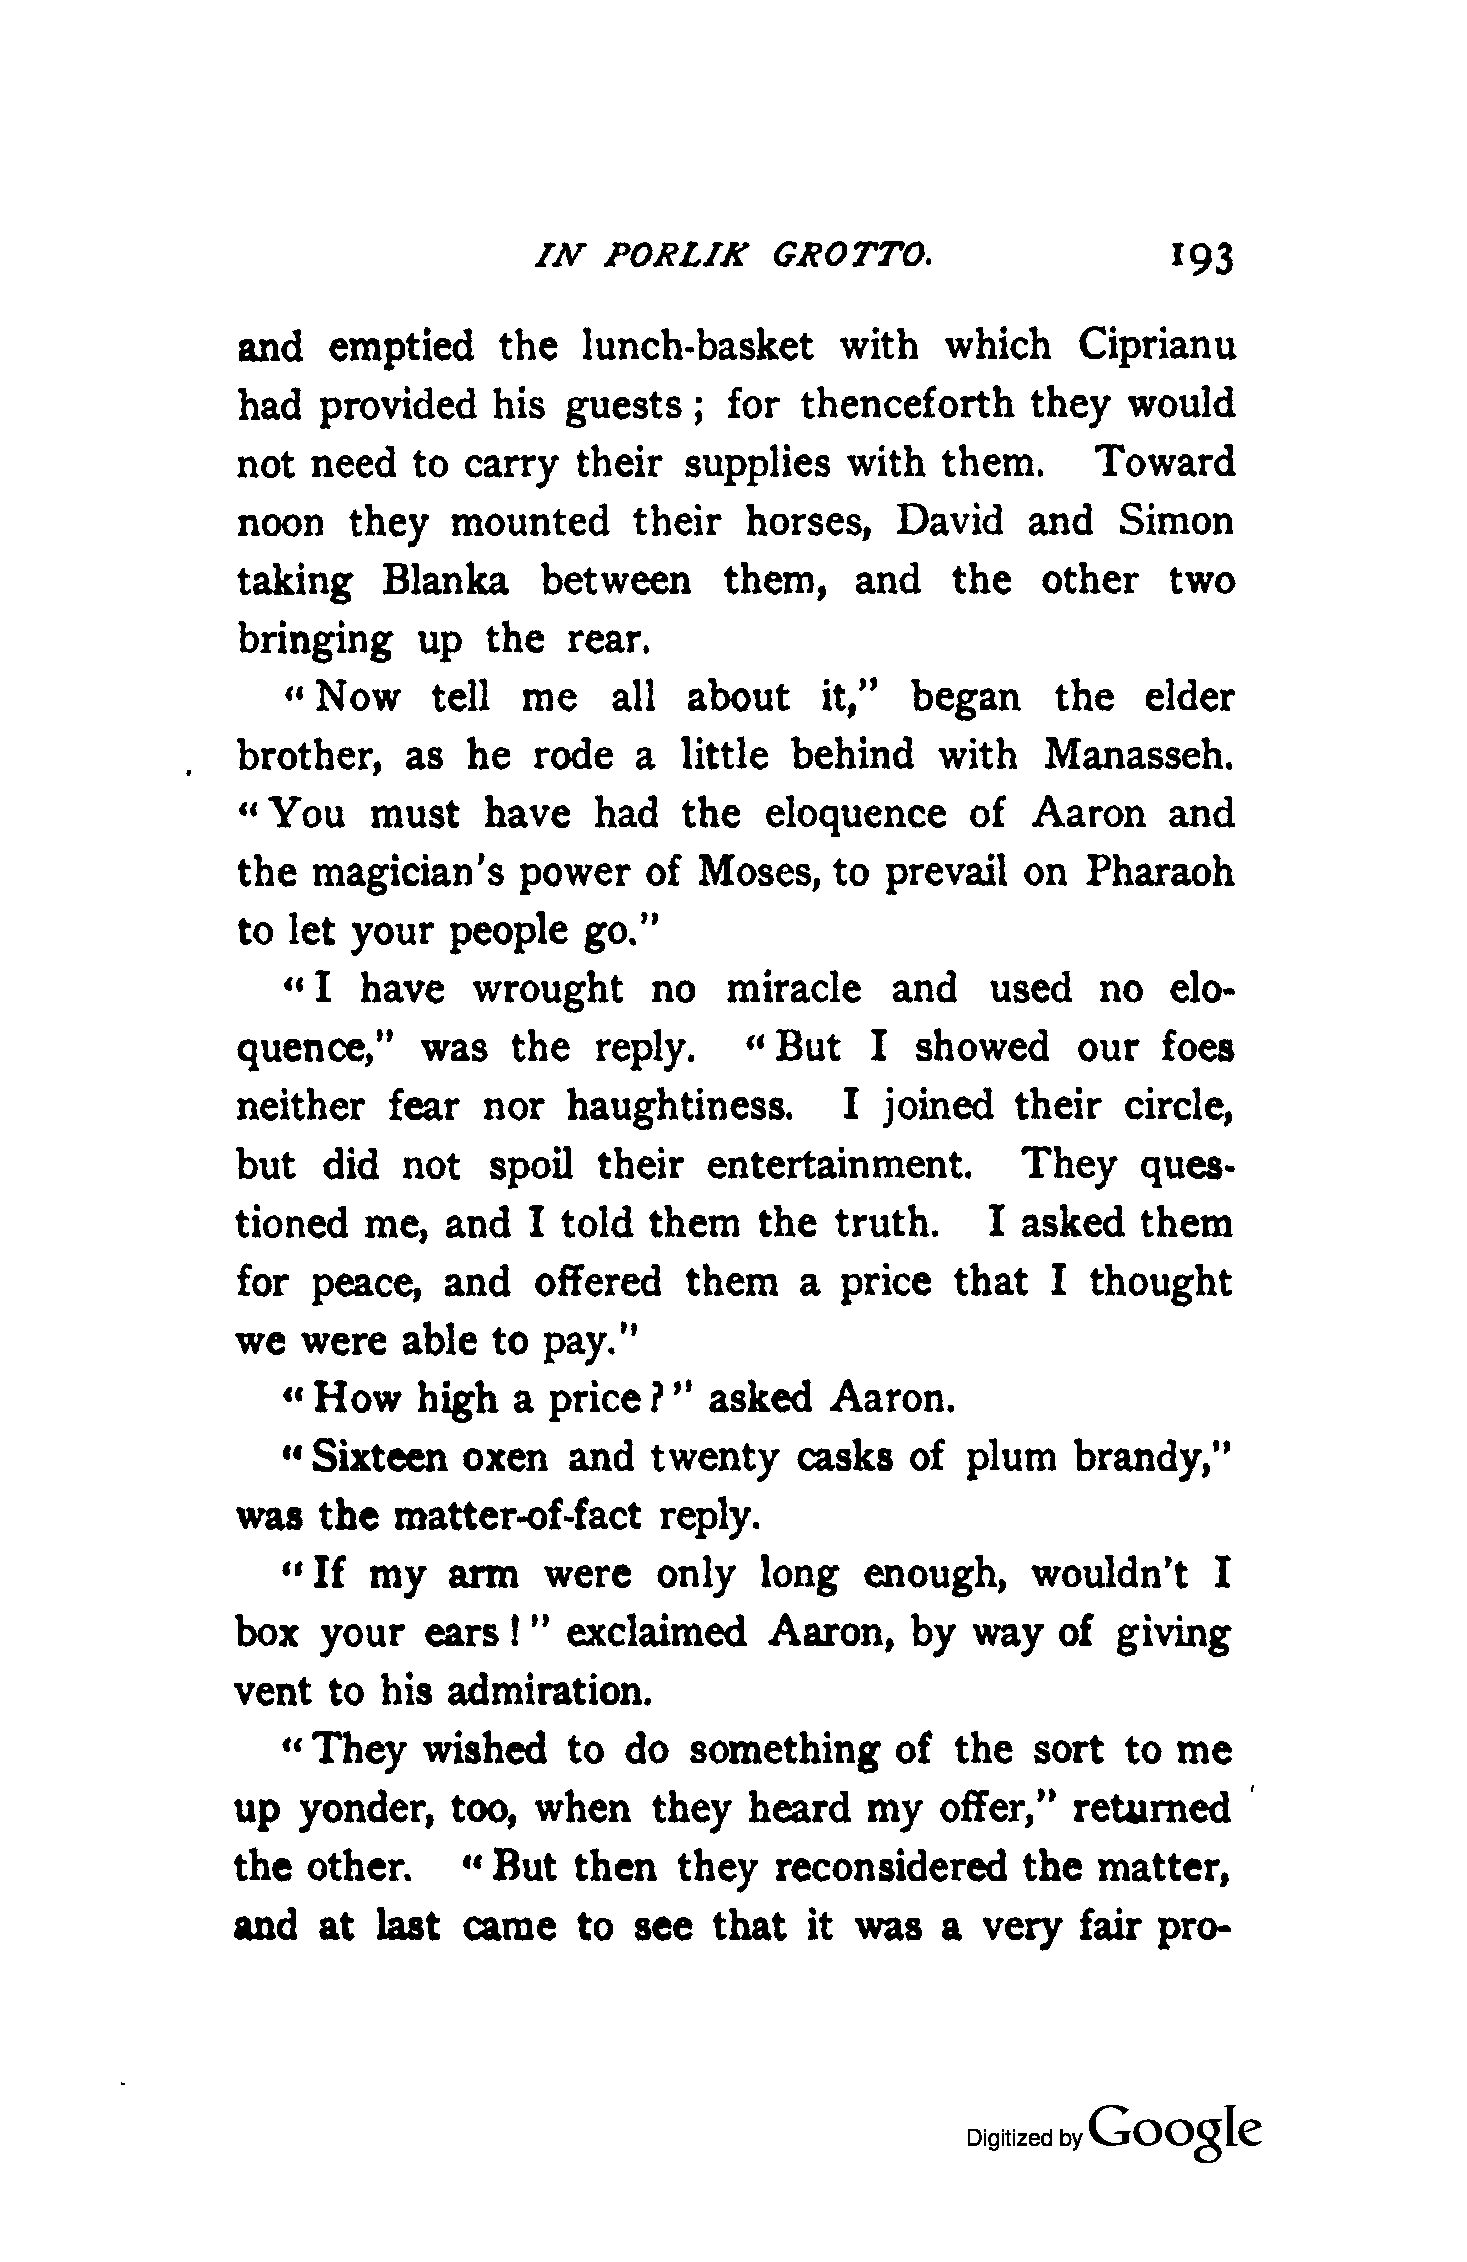 IN PORLIK GROTTO. 193
and emptied the lunch-basket with which Ciprianu
had provided his guests; for thenceforth they would
not need to carry their supplies with them. Toward
noon they mounted their horses, David and Simon
taking Blanka between them, and the other two
bringing up the rear.
"Now tell me all about it," began the elder
brother, as he rode a little behind with Manasseh.
"You must have had the eloquence of Aaron and
the magician's power of Moses, to prevail on Pharaoh
to let your people go."
"I have wrought no miracle and used no elo-
quence," was the reply. "But I showed our foes
neither fear nor haughtiness. I joined their circle,
but did not spoil their entertainment. They ques-
tioned me, and I told them the truth. I asked them
for peace, and offered them a price that I thought
we were able to pay."
"How high a price?" asked Aaron.
"Sixteen oxen and twenty casks of plum brandy,"
was the matter-of-fact reply.
"If my arm were only long enough, wouldn't I
box your ears!" exclaimed Aaron, by way of giving
vent to his admiration.
"They wished to do something of the sort to me
up yonder, too, when they heard my offer," returned
the other. "But then they reconsidered the matter,
and at last came to see that it was a very fair pro-
Digitized by Google